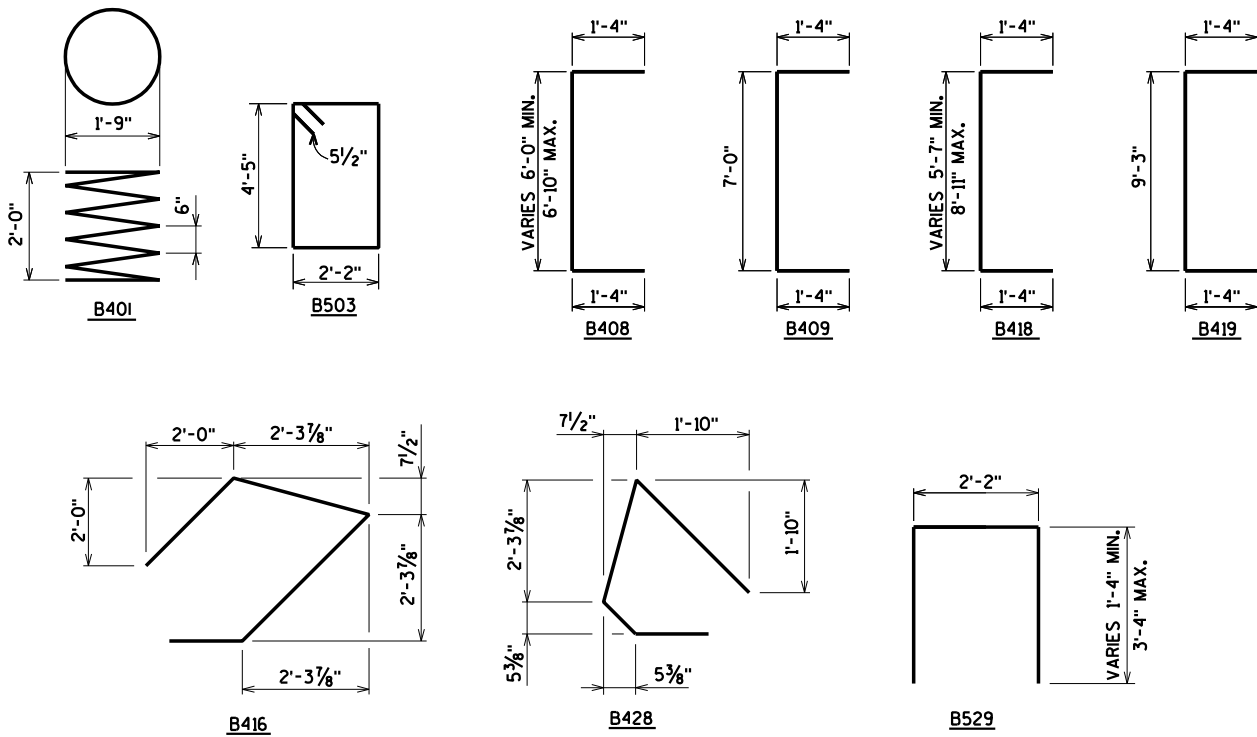 1'-9"
2'-0"
6"
B401
4'-5"
5½"
2'-2"
B503
1'-4"
VARIES 6'-0" MIN.
6'-10" MAX.
1'-4"
B408
1'-4"
7'-0"
1'-4"
B409
1'-4"
VARIES 5'-7" MIN.
8'-11" MAX.
1'-4"
B418
1'-4"
9'-3"
1'-4"
B419
2'-0"
2'-3⅞"
7½"
2'-0"
2'-3⅞"
2'-3⅞"
B416
7½"
1'-10"
2'-3⅞"
1'-10"
5⅜"
5⅜"
B428
2'-2"
VARIES 1'-4" MIN.
3'-4" MAX.
B529